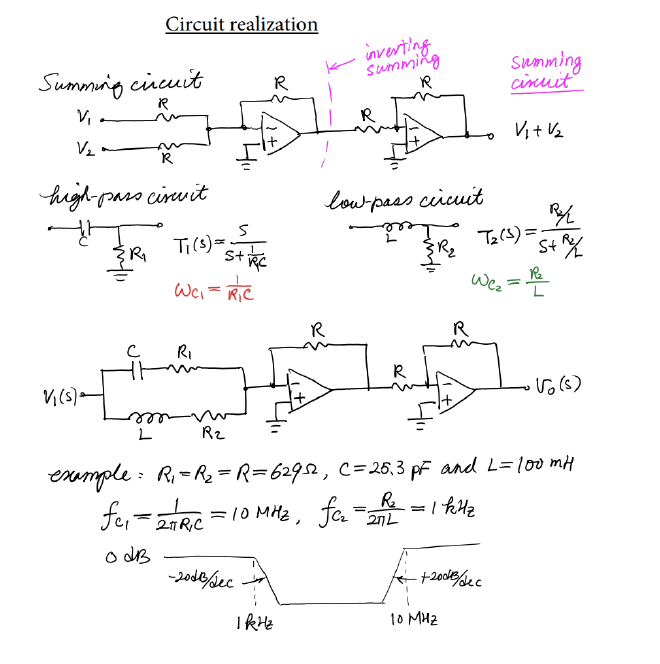 Circuit realization
inverting summing
Summing circuit
Summing circuit
R R R R R
V₁
V₂
− + − +
V₁ + V₂
high-pass circuit
C R₁
T₁(s) = s / (s + 1/(R₁C))
ωc₁ = 1/(R₁C)
low-pass circuit
L R₂
T₂(s) = (R₂/L) / (s + R₂/L)
ωc₂ = R₂/L
C R₁ R R R
V₁(s)
L R₂
− + − +
Vo(s)
example: R₁ = R₂ = R = 629Ω, C = 25.3 pF and L = 100 mH
fc₁ = 1/(2πR₁C) = 10 MHz, fc₂ = R₂/(2πL) = 1 kHz
0 dB
-20dB/dec
+20dB/dec
1 kHz
10 MHz